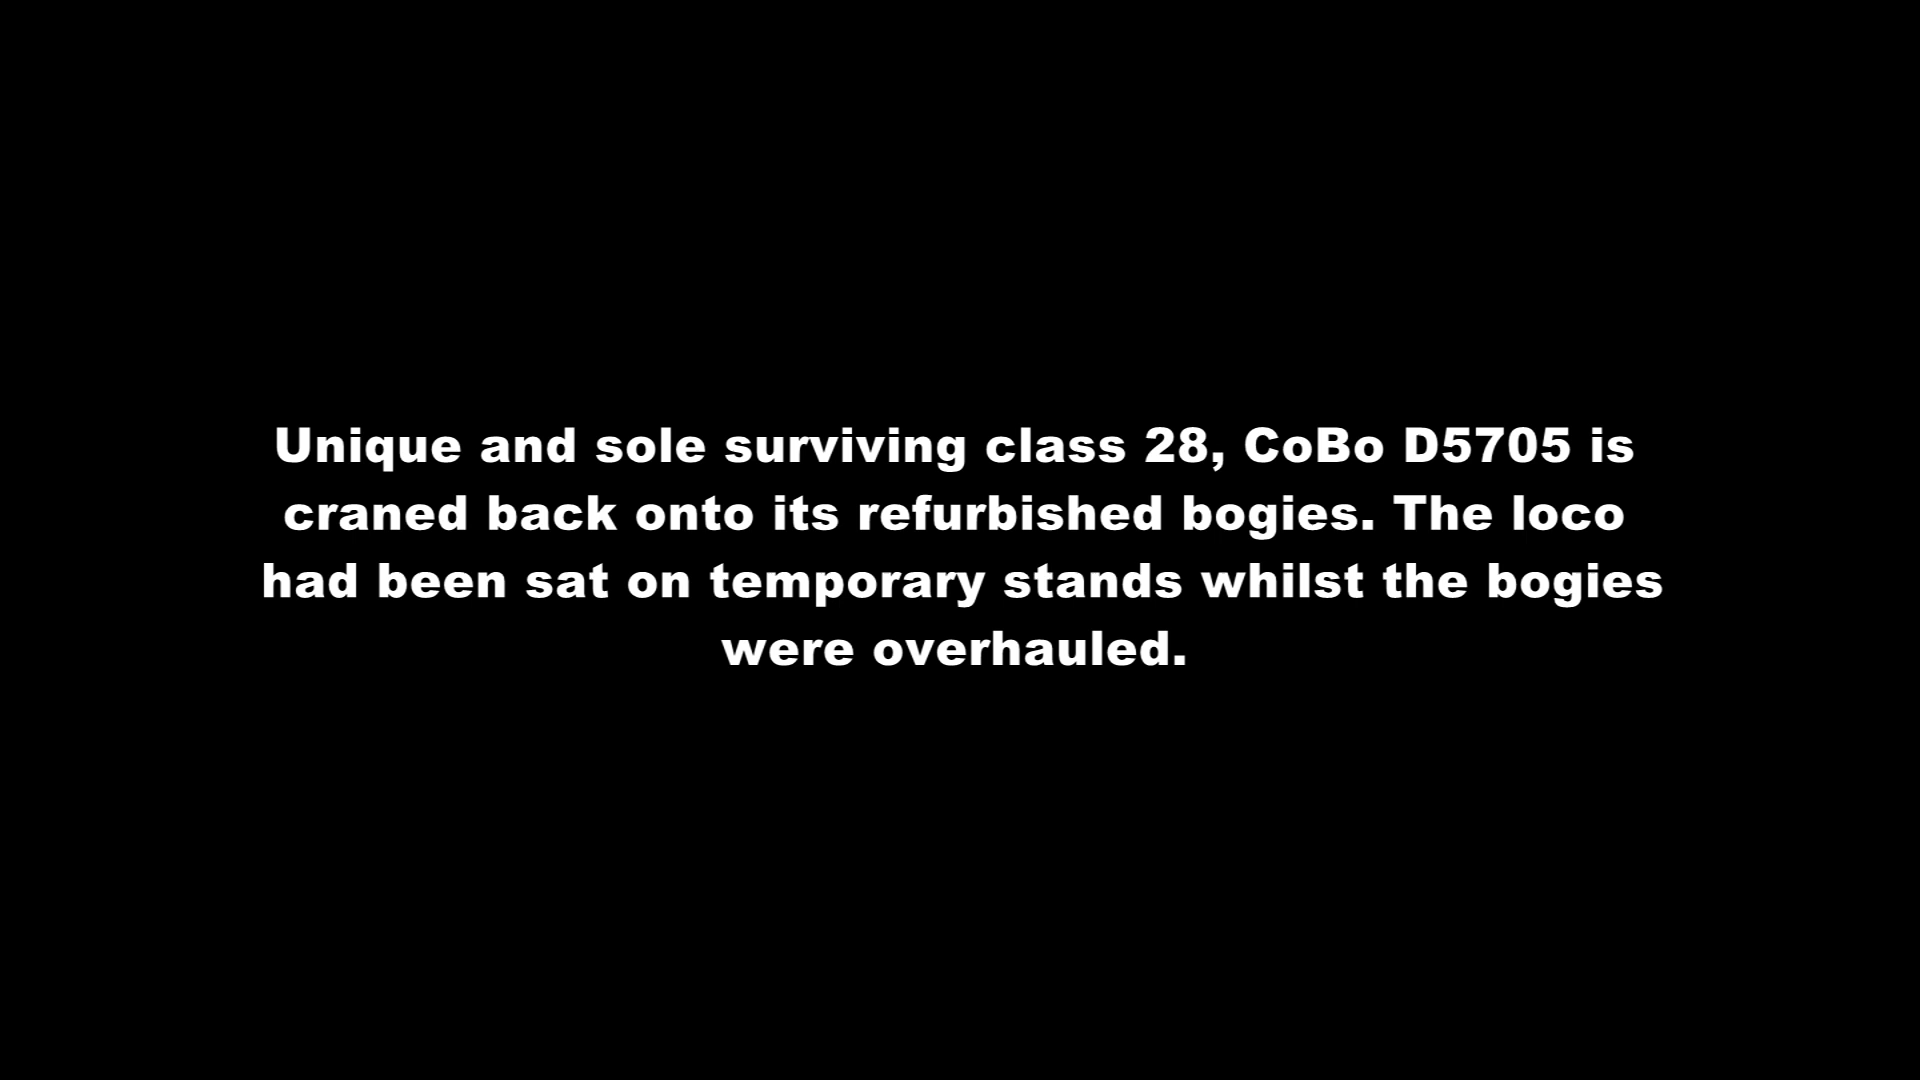 Unique and sole surviving class 28, CoBo D5705 is
craned back onto its refurbished bogies. The loco
had been sat on temporary stands whilst the bogies
were overhauled.